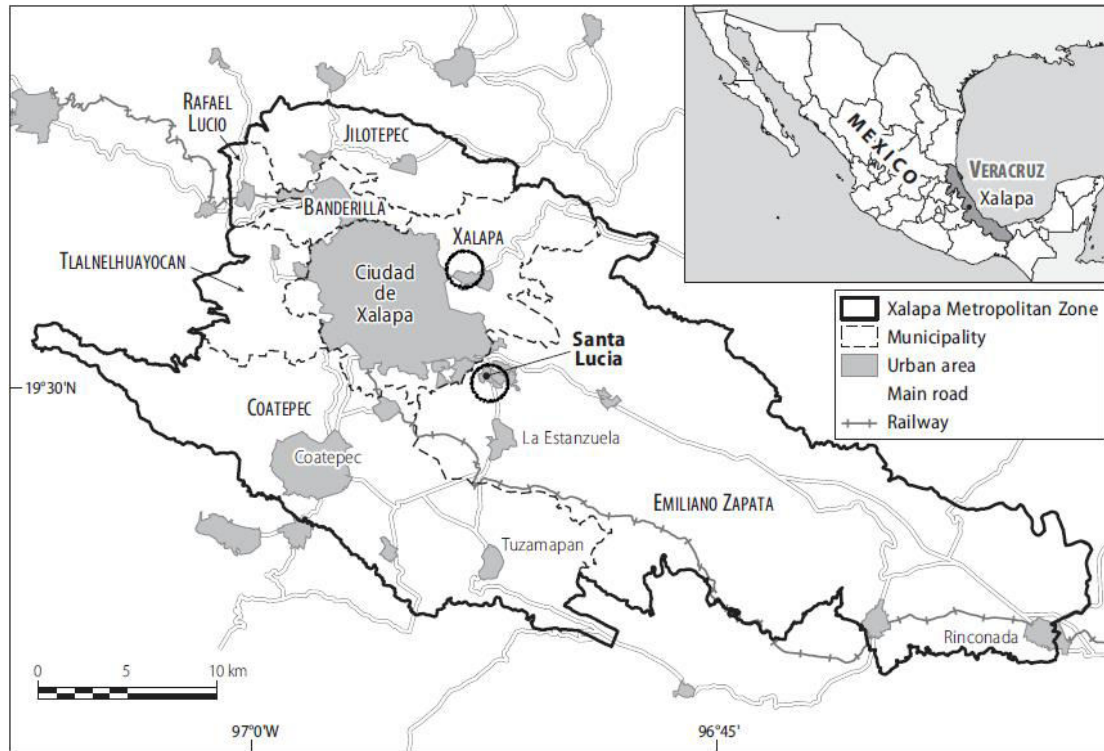 RAFAEL
LUCIO
JILOTEPEC
BANDERILLA
XALAPA
TLALNELHUAYOCAN
Ciudad
de
Xalapa
Santa
Lucia
19°30'N
COATEPEC
Coatepec
La Estanzuela
EMILIANO ZAPATA
Tuzamapan
Rinconada
0 5 10 km
97°0'W
96°45'
MEXICO
VERACRUZ
Xalapa
Xalapa Metropolitan Zone
Municipality
Urban area
Main road
Railway